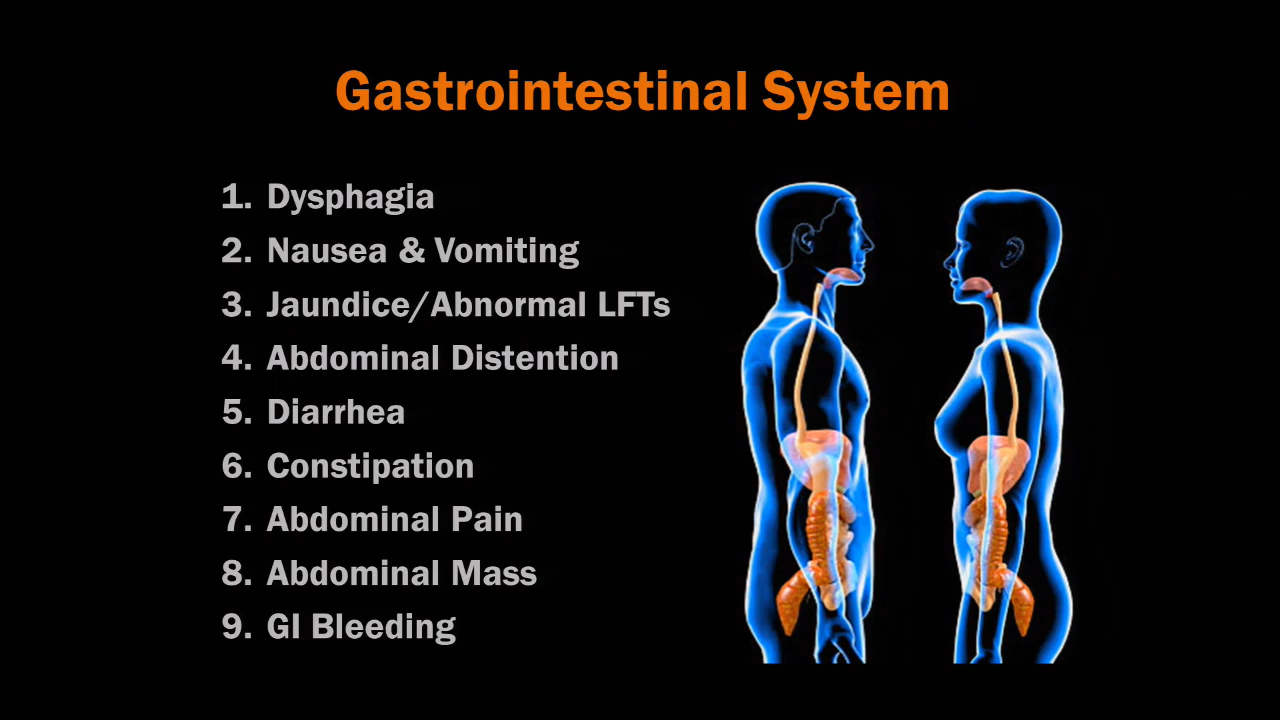 Gastrointestinal System
1. Dysphagia
2. Nausea & Vomiting
3. Jaundice/Abnormal LFTs
4. Abdominal Distention
5. Diarrhea
6. Constipation
7. Abdominal Pain
8. Abdominal Mass
9. GI Bleeding